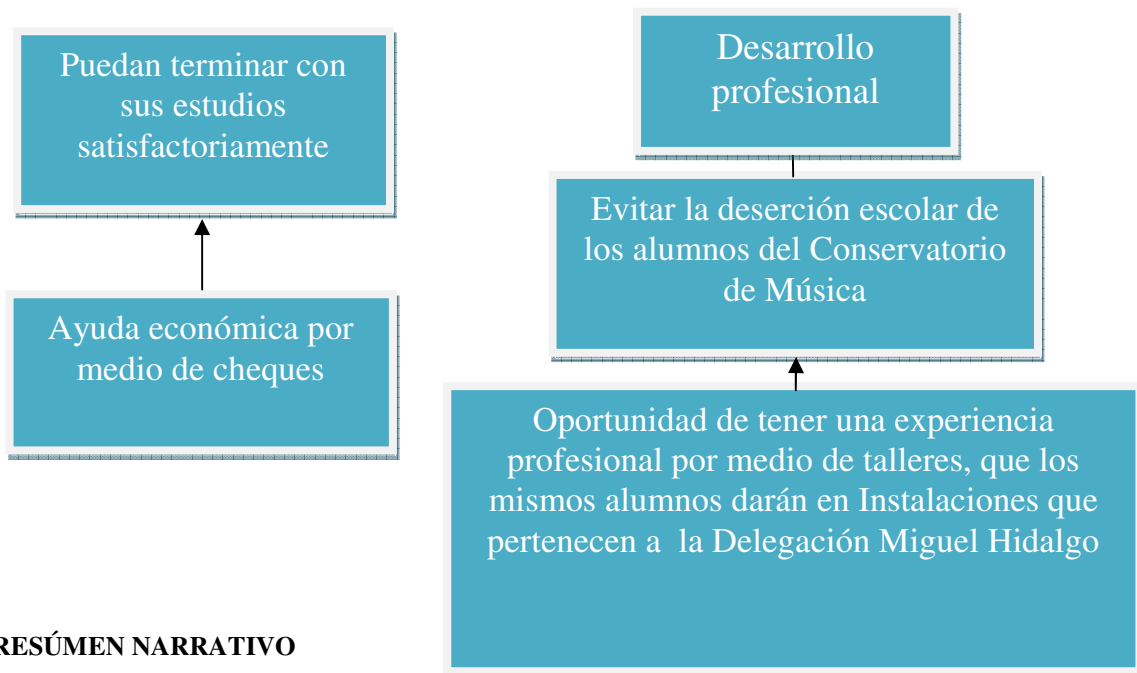 Puedan terminar con
sus estudios
satisfactoriamente
Ayuda económica por
medio de cheques
Desarrollo
profesional
Evitar la deserción escolar de
los alumnos del Conservatorio
de Música
Oportunidad de tener una experiencia
profesional por medio de talleres, que los
mismos alumnos darán en Instalaciones que
pertenecen a la Delegación Miguel Hidalgo
RESÚMEN NARRATIVO